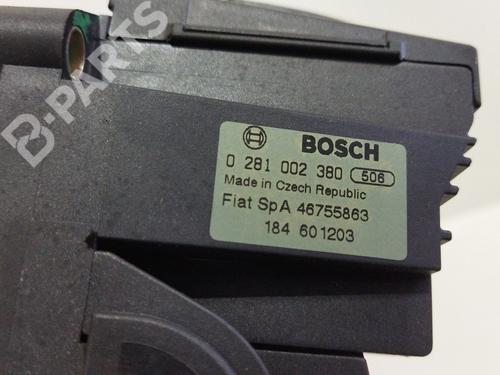 BOSCH
0 281 002 380 506
Made in Czech Republic
Fiat SpA 46755863
184 601203
B-PARTS